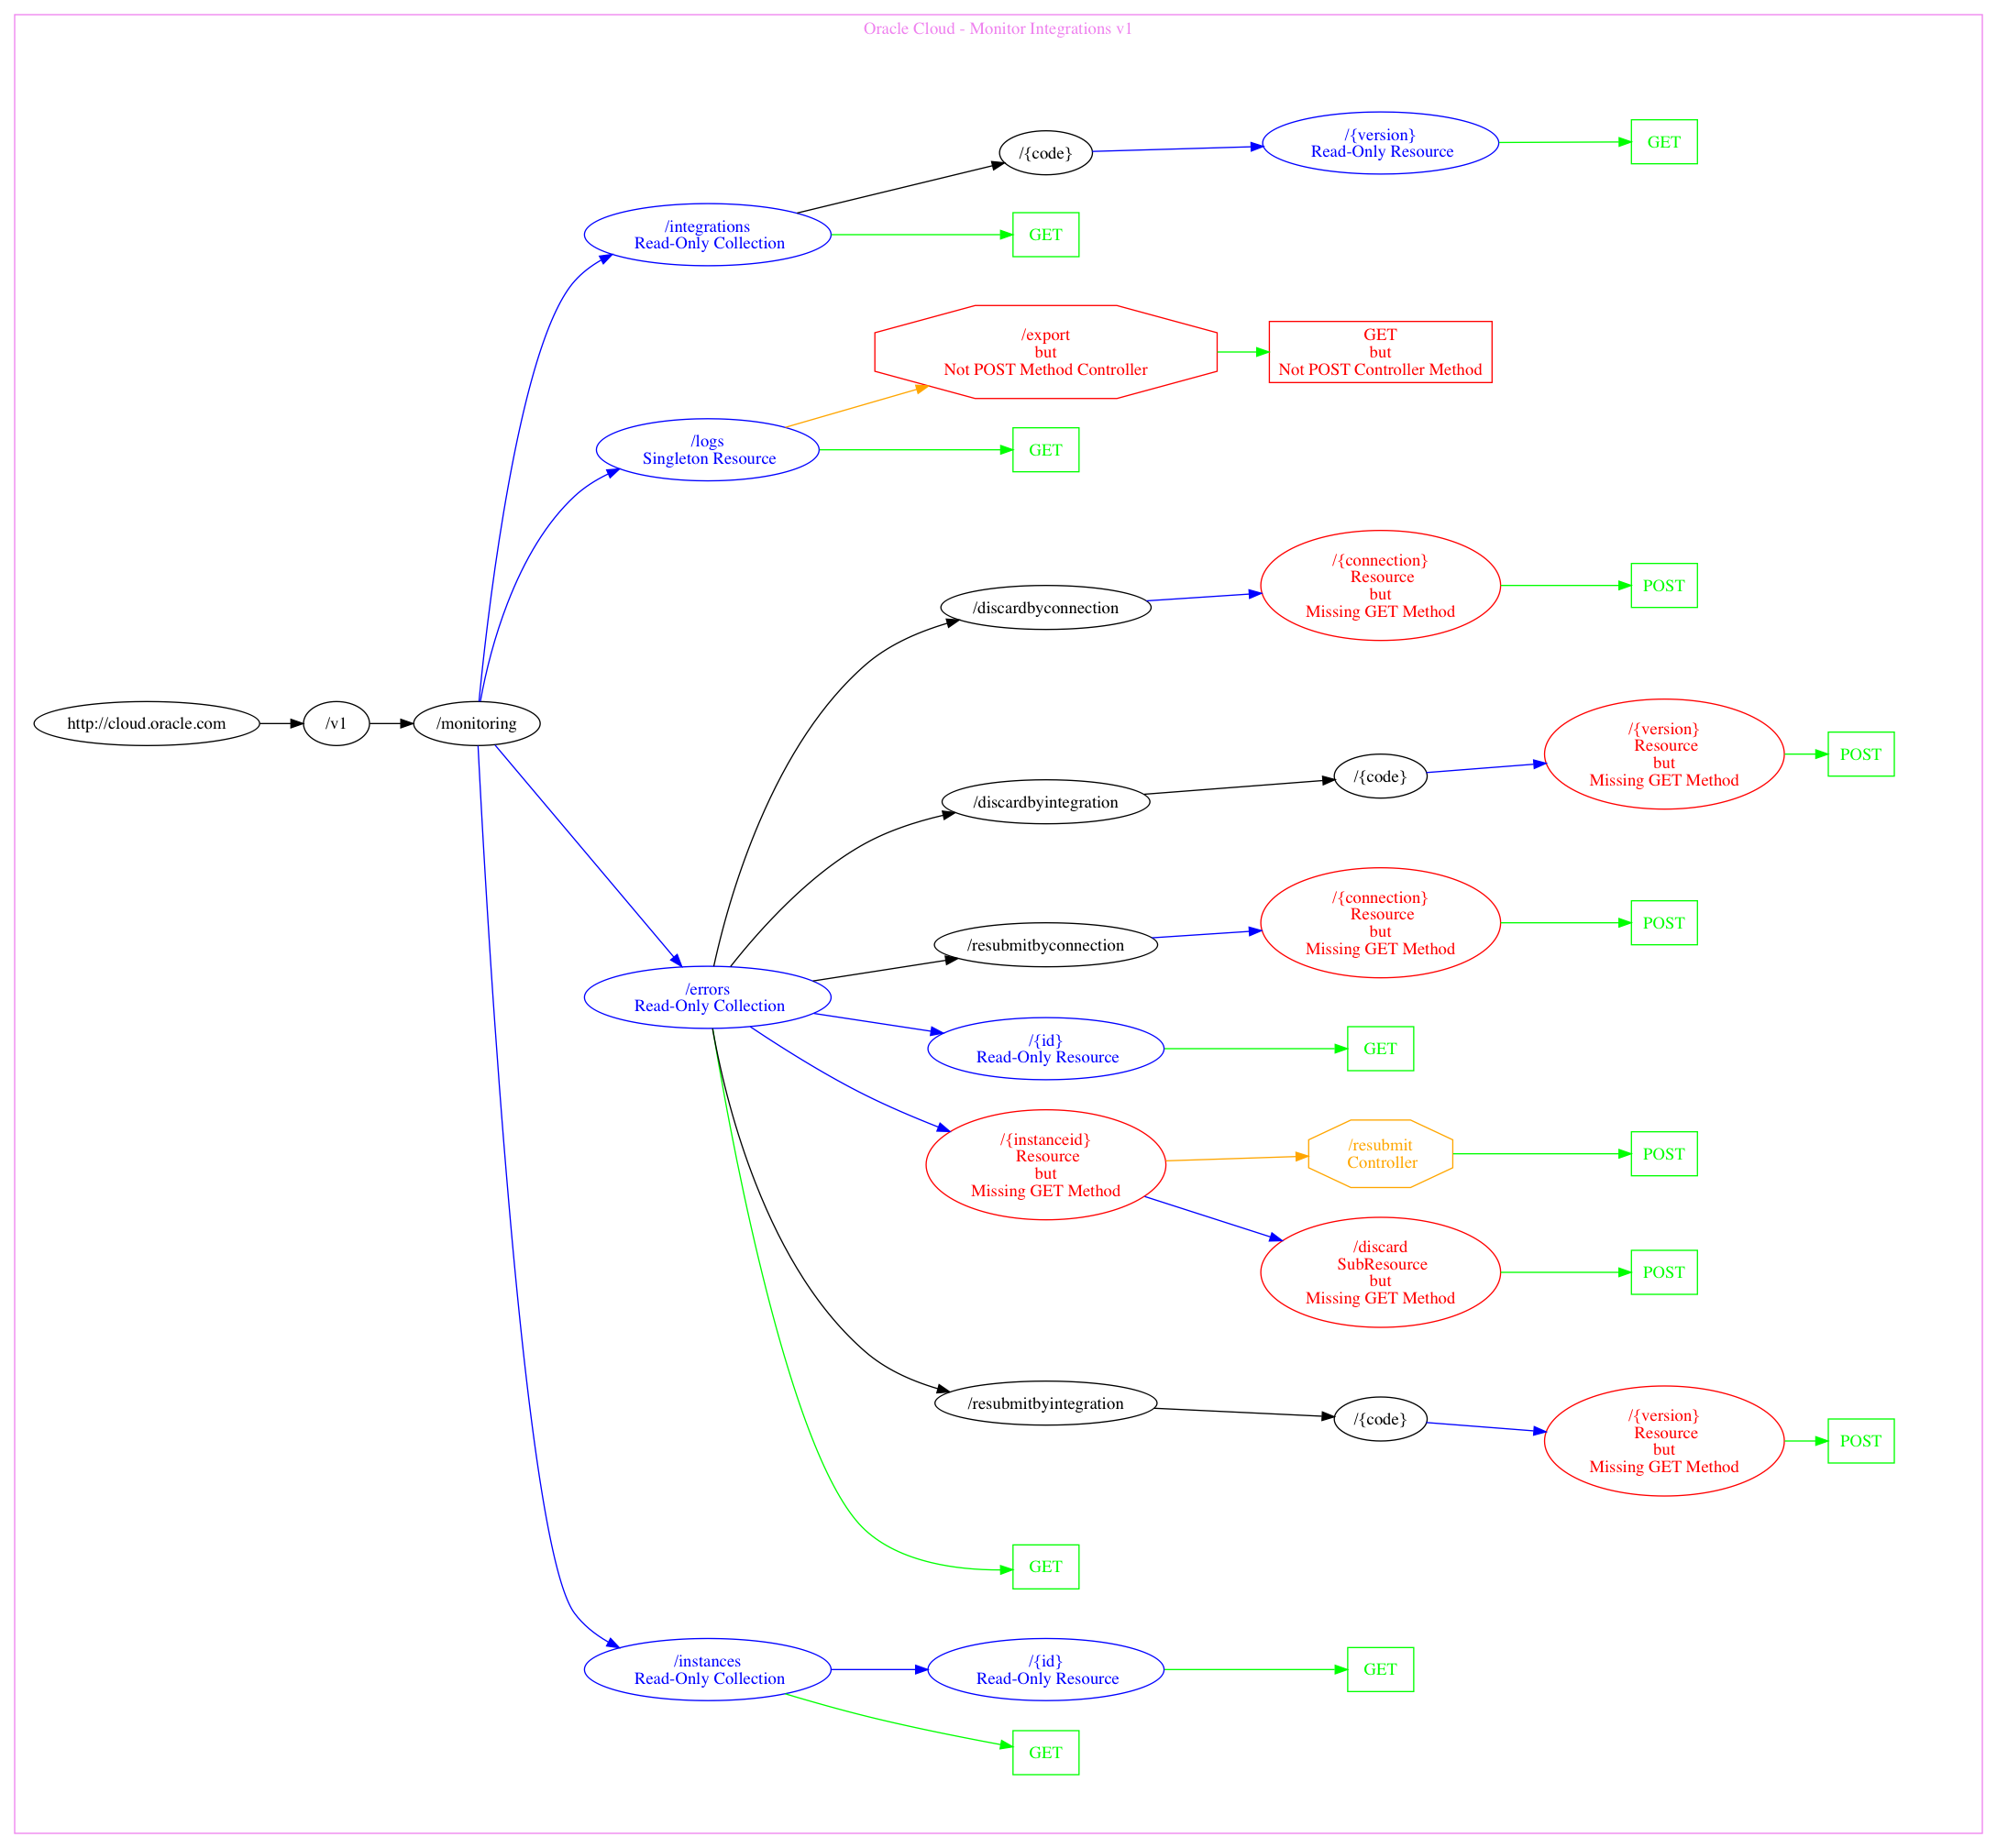 Oracle Cloud - Monitor Integrations v1
http://cloud.oracle.com
/v1
/monitoring
/integrations
Read-Only Collection
/{code}
/{version}
Read-Only Resource
GET
GET
/logs
Singleton Resource
/export
but
Not POST Method Controller
GET
but
Not POST Controller Method
GET
/errors
Read-Only Collection
/discardbyconnection
/{connection}
Resource
but
Missing GET Method
POST
/discardbyintegration
/{code}
/{version}
Resource
but
Missing GET Method
POST
/resubmitbyconnection
/{connection}
Resource
but
Missing GET Method
POST
/{id}
Read-Only Resource
GET
/{instanceid}
Resource
but
Missing GET Method
/resubmit
Controller
POST
/discard
SubResource
but
Missing GET Method
POST
/resubmitbyintegration
/{code}
/{version}
Resource
but
Missing GET Method
POST
GET
/instances
Read-Only Collection
/{id}
Read-Only Resource
GET
GET